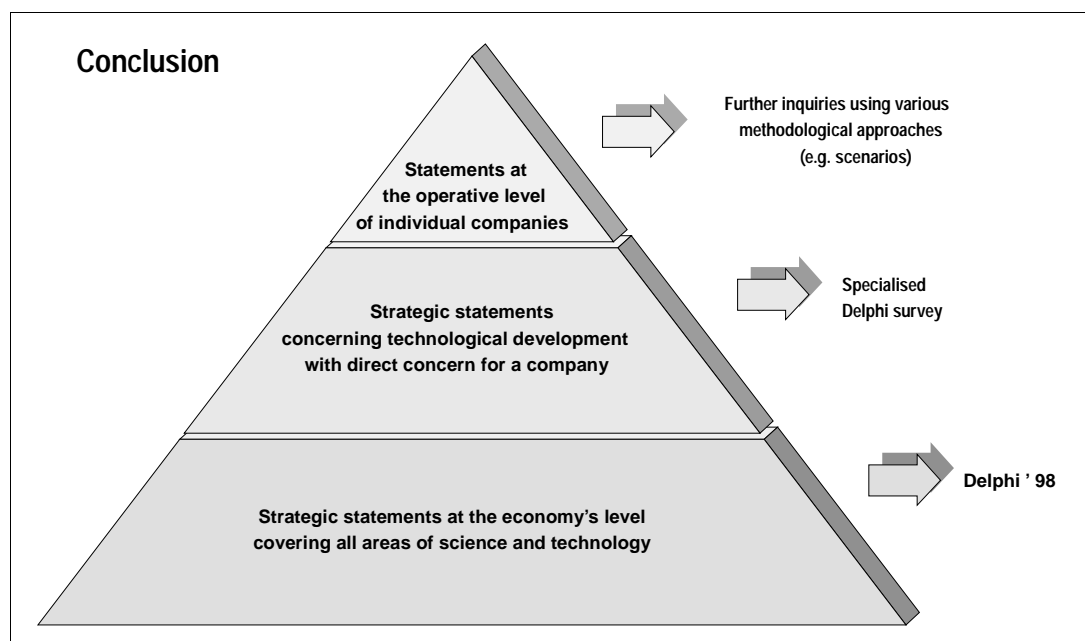 Conclusion
Further inquiries using various
methodological approaches
(e.g. scenarios)
Statements at
the operative level
of individual companies
Specialised
Delphi survey
Strategic statements
concerning technological development
with direct concern for a company
Delphi ’ 98
Strategic statements at the economy’s level
covering all areas of science and technology